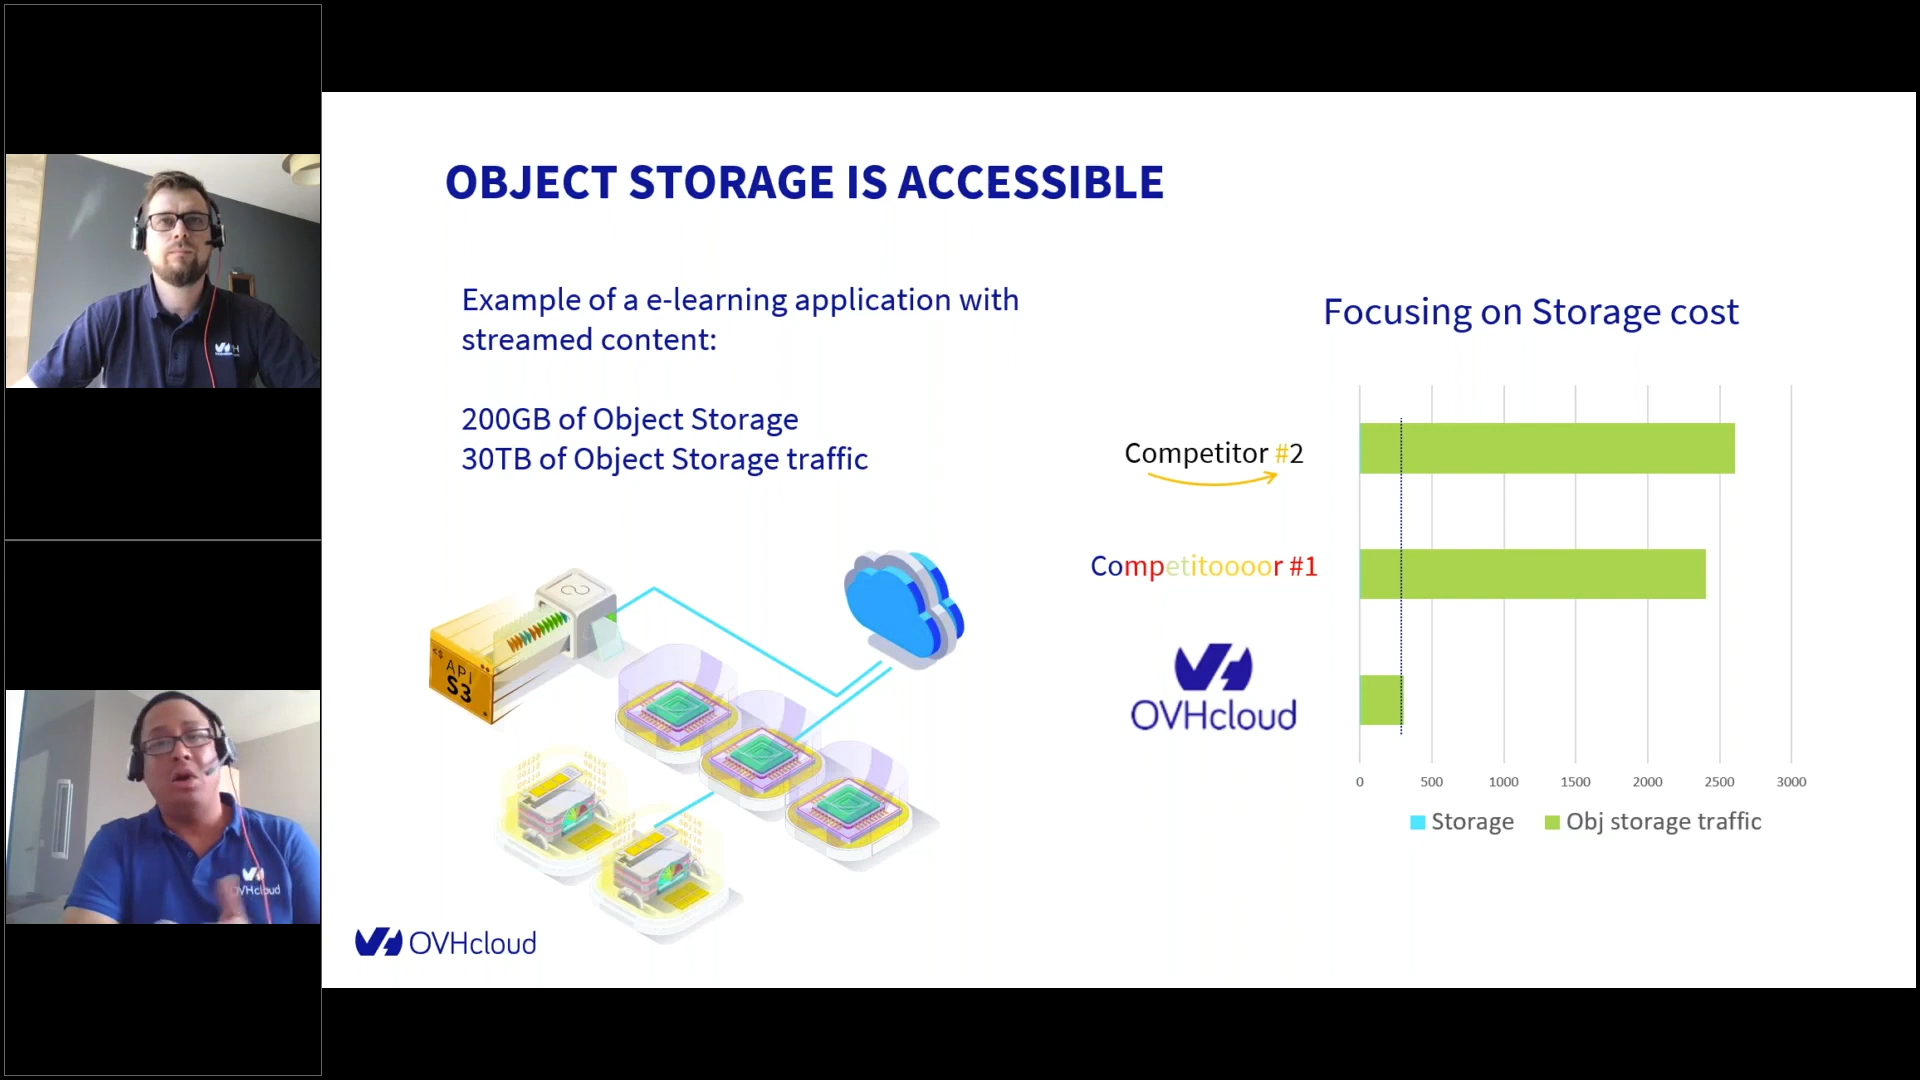 OBJECT STORAGE IS ACCESSIBLE
Example of a e-learning application with
streamed content:
200GB of Object Storage
30TB of Object Storage traffic
API
S3
OVHcloud
Focusing on Storage cost
Competitor #2
Competitoooor #1
OVHcloud
0 500 1000 1500 2000 2500 3000
Storage Obj storage traffic
OVHcloud